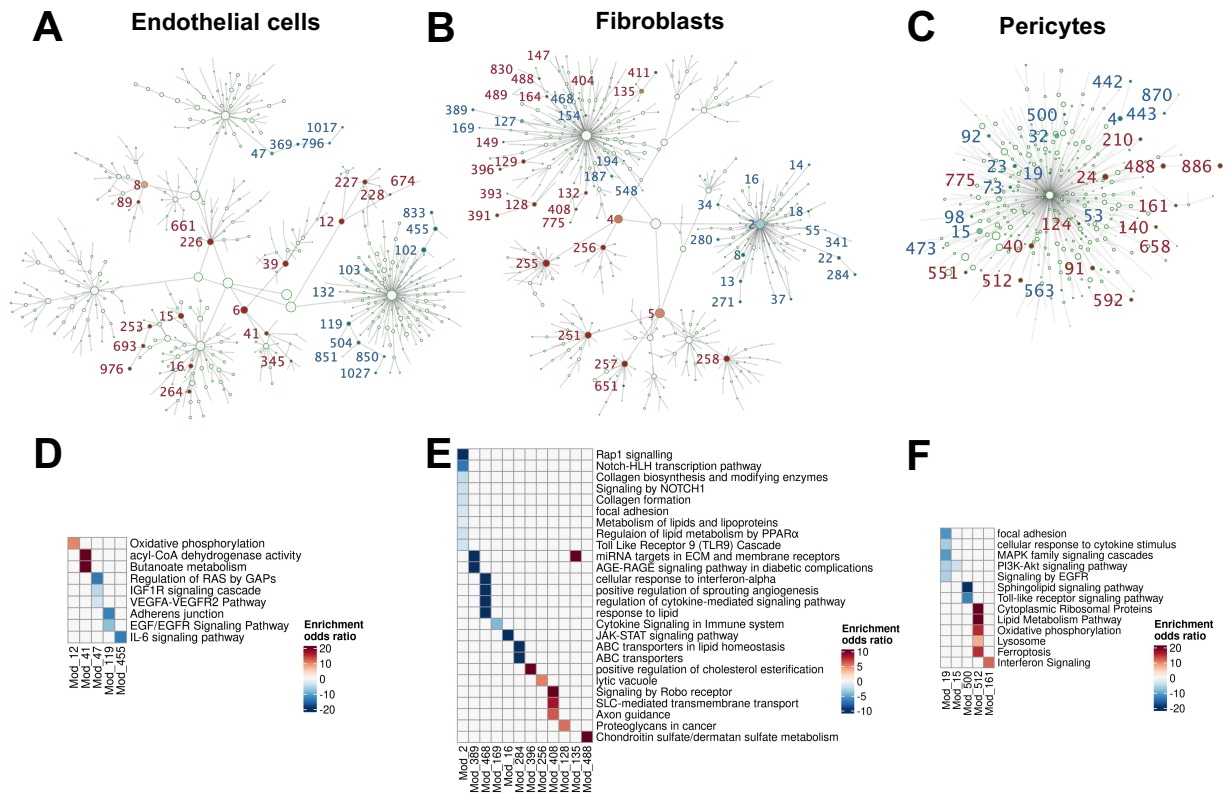 A
Endothelial cells
B
Fibroblasts
C
Pericytes
1017
369 796
47
8
89
661
226
227 674
228
12
833
455
102
39
103
132
6
15
253
693
976
16
264
41
345
119
504
851 850
1027
147
830
488
404
411
489
164
468
135
389
127
154
169
149
129
396
194
187
548
393
132
128
408
391
775
4
256
255
14
16
34
18
2
55
280
341
8
22
284
13
271
37
5
251
257
651
258
442
870
500
4 443
92
32
210
23
19
24
488 886
775
73
98
53
161
15
124
140
473
40
658
551
91
512
563
592
D
Oxidative phosphorylation
acyl-CoA dehydrogenase activity
Butanoate metabolism
Regulation of RAS by GAPs
IGF1R signaling cascade
VEGFA-VEGFR2 Pathway
Adherens junction
EGF/EGFR Signaling Pathway
IL-6 signaling pathway
Mod_12
Mod_41
Mod_47
Mod_119
Mod_455
Enrichment
odds ratio
20
10
0
-10
-20
E
Rap1 signalling
Notch-HLH transcription pathway
Collagen biosynthesis and modifying enzymes
Signaling by NOTCH1
Collagen formation
focal adhesion
Metabolism of lipids and lipoproteins
Regulaion of lipid metabolism by PPARα
Toll Like Receptor 9 (TLR9) Cascade
miRNA targets in ECM and membrane receptors
AGE-RAGE signaling pathway in diabetic complications
cellular response to interferon-alpha
positive regulation of sprouting angiogenesis
regulation of cytokine-mediated signaling pathway
response to lipid
Cytokine Signaling in Immune system
JAK-STAT signaling pathway
ABC transporters in lipid homeostasis
ABC transporters
positive regulation of cholesterol esterification
lytic vacuole
Signaling by Robo receptor
SLC-mediated transmembrane transport
Axon guidance
Proteoglycans in cancer
Chondroitin sulfate/dermatan sulfate metabolism
Mod_2
Mod_389
Mod_468
Mod_169
Mod_16
Mod_284
Mod_396
Mod_256
Mod_408
Mod_128
Mod_135
Mod_488
Enrichment
odds ratio
10
5
0
-5
-10
F
focal adhesion
cellular response to cytokine stimulus
MAPK family signaling cascades
PI3K-Akt signaling pathway
Signaling by EGFR
Sphingolipid signaling pathway
Toll-like receptor signaling pathway
Cytoplasmic Ribosomal Proteins
Lipid Metabolism Pathway
Oxidative phosphorylation
Lysosome
Ferroptosis
Interferon Signaling
Mod_19
Mod_15
Mod_500
Mod_512
Mod_161
Enrichment
odds ratio
20
10
0
-10
-20